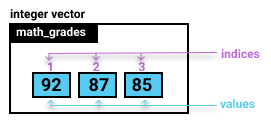 integer vector
math_grades
indices
1 2 3
92 87 85
values